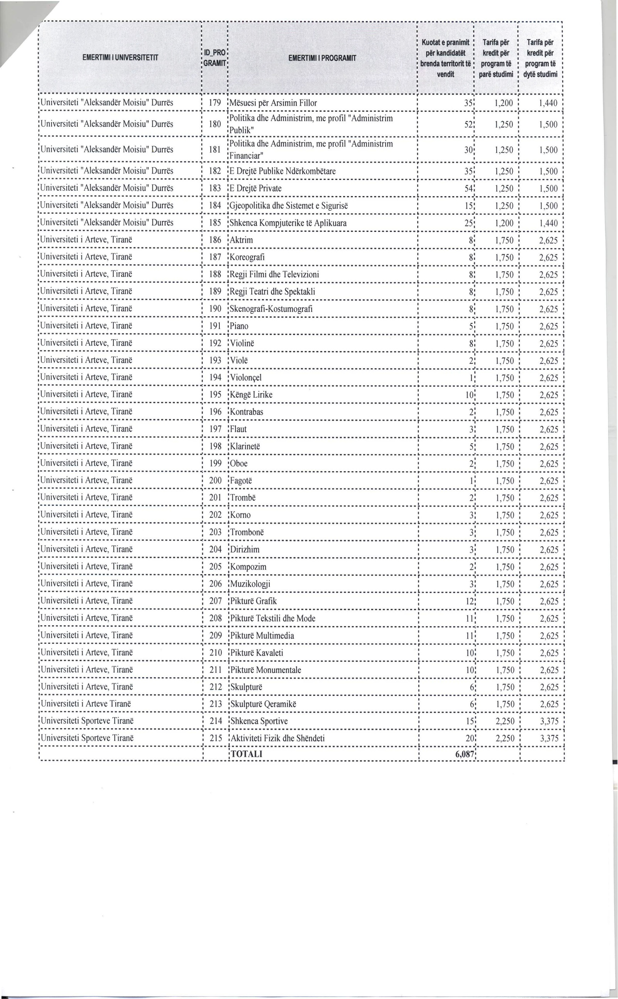 EMERTIMI I UNIVERSITETIT ID_PROGRAMIT EMERTIMI I PROGRAMIT Kuotat e pranimit për kandidatët brenda territorit të vendit Tarifa për kredit për program të parë studimi Tarifa për kredit për program të dytë studimi
Universiteti "Aleksandër Moisiu" Durrës 179 Mësuesi për Arsimin Fillor 35 1,200 1,440
Universiteti "Aleksandër Moisiu" Durrës 180 Politika dhe Administrim, me profil "Administrim Publik" 52 1,250 1,500
Universiteti "Aleksandër Moisiu" Durrës 181 Politika dhe Administrim, me profil "Administrim Financiar" 30 1,250 1,500
Universiteti "Aleksandër Moisiu" Durrës 182 E Drejtë Publike Ndërkombëtare 35 1,250 1,500
Universiteti "Aleksandër Moisiu" Durrës 183 E Drejtë Private 54 1,250 1,500
Universiteti "Aleksandër Moisiu" Durrës 184 Gjeopolitika dhe Sistemet e Sigurisë 15 1,250 1,500
Universiteti "Aleksandër Moisiu" Durrës 185 Shkenca Kompjuterike të Aplikuara 25 1,200 1,440
Universiteti i Arteve, Tiranë 186 Aktrim 8 1,750 2,625
Universiteti i Arteve, Tiranë 187 Koreografi 8 1,750 2,625
Universiteti i Arteve, Tiranë 188 Regji Filmi dhe Televizioni 8 1,750 2,625
Universiteti i Arteve, Tiranë 189 Regji Teatri dhe Spektakli 8 1,750 2,625
Universiteti i Arteve, Tiranë 190 Skenografi-Kostumografi 8 1,750 2,625
Universiteti i Arteve, Tiranë 191 Piano 5 1,750 2,625
Universiteti i Arteve, Tiranë 192 Violinë 8 1,750 2,625
Universiteti i Arteve, Tiranë 193 Violë 2 1,750 2,625
Universiteti i Arteve, Tiranë 194 Violonçel 1 1,750 2,625
Universiteti i Arteve, Tiranë 195 Këngë Lirike 10 1,750 2,625
Universiteti i Arteve, Tiranë 196 Kontrabas 2 1,750 2,625
Universiteti i Arteve, Tiranë 197 Flaut 3 1,750 2,625
Universiteti i Arteve, Tiranë 198 Klarinetë 5 1,750 2,625
Universiteti i Arteve, Tiranë 199 Oboe 2 1,750 2,625
Universiteti i Arteve, Tiranë 200 Fagotë 1 1,750 2,625
Universiteti i Arteve, Tiranë 201 Trombë 2 1,750 2,625
Universiteti i Arteve, Tiranë 202 Korno 3 1,750 2,625
Universiteti i Arteve, Tiranë 203 Trombonë 3 1,750 2,625
Universiteti i Arteve, Tiranë 204 Dirizhim 3 1,750 2,625
Universiteti i Arteve, Tiranë 205 Kompozim 2 1,750 2,625
Universiteti i Arteve, Tiranë 206 Muzikologji 3 1,750 2,625
Universiteti i Arteve, Tiranë 207 Pikturë Grafik 12 1,750 2,625
Universiteti i Arteve, Tiranë 208 Pikturë Tekstili dhe Mode 11 1,750 2,625
Universiteti i Arteve, Tiranë 209 Pikturë Multimedia 11 1,750 2,625
Universiteti i Arteve, Tiranë 210 Pikturë Kavaleti 10 1,750 2,625
Universiteti i Arteve, Tiranë 211 Pikturë Monumentale 10 1,750 2,625
Universiteti i Arteve, Tiranë 212 Skulpturë 6 1,750 2,625
Universiteti i Arteve Tiranë 213 Skulpturë Qeramikë 6 1,750 2,625
Universiteti Sporteve Tiranë 214 Shkenca Sportive 15 2,250 3,375
Universiteti Sporteve Tiranë 215 Aktiviteti Fizik dhe Shëndeti 20 2,250 3,375
TOTALI 6,087